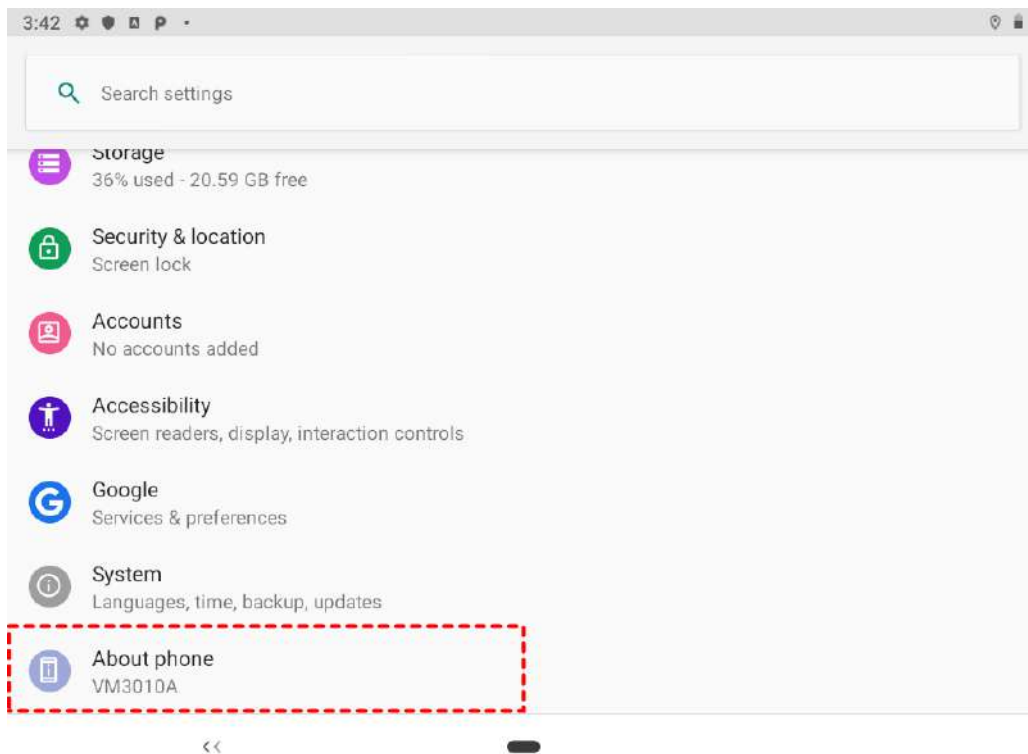 3:42
Search settings
Storage
36% used - 20.59 GB free
Security & location
Screen lock
Accounts
No accounts added
Accessibility
Screen readers, display, interaction controls
Google
Services & preferences
System
Languages, time, backup, updates
About phone
VM3010A